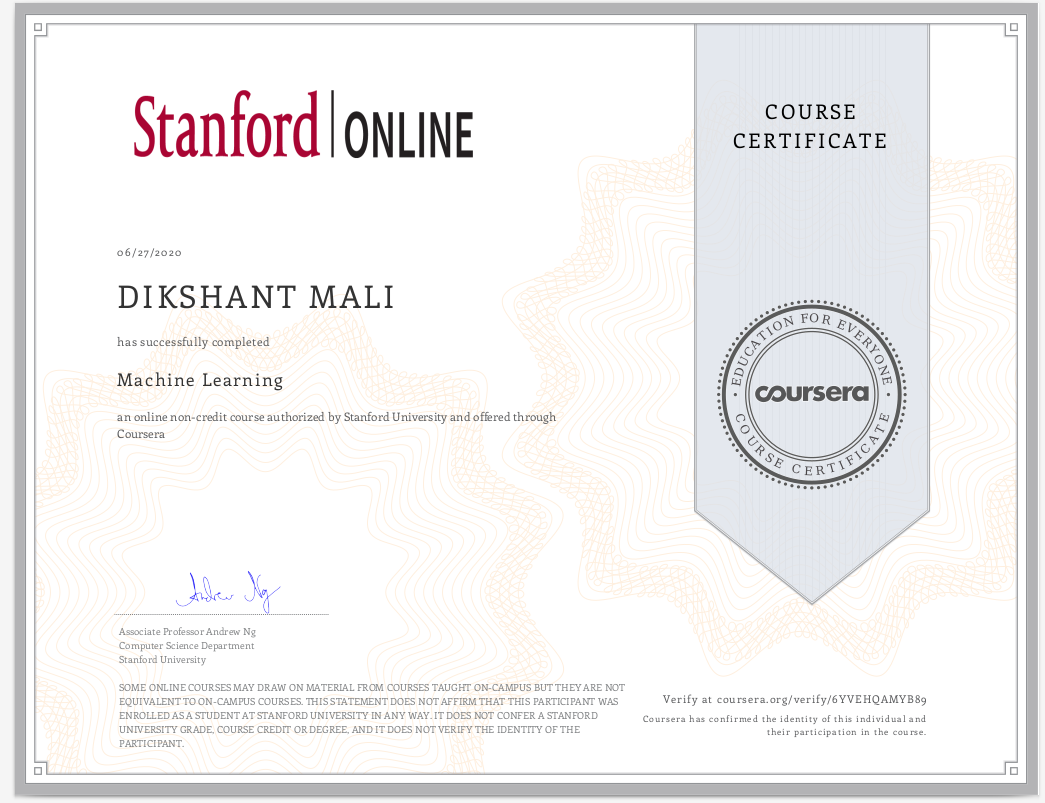 Stanford | ONLINE
COURSE
CERTIFICATE
06/27/2020
DIKSHANT MALI
has successfully completed
Machine Learning
an online non-credit course authorized by Stanford University and offered through
Coursera
EDUCATION FOR EVERYONE
coursera
COURSE CERTIFICATE
Andrew Ng
Associate Professor Andrew Ng
Computer Science Department
Stanford University
SOME ONLINE COURSES MAY DRAW ON MATERIAL FROM COURSES TAUGHT ON-CAMPUS BUT THEY ARE NOT
EQUIVALENT TO ON-CAMPUS COURSES. THIS STATEMENT DOES NOT AFFIRM THAT THIS PARTICIPANT WAS
ENROLLED AS A STUDENT AT STANFORD UNIVERSITY IN ANY WAY. IT DOES NOT CONFER A STANFORD
UNIVERSITY GRADE, COURSE CREDIT OR DEGREE, AND IT DOES NOT VERIFY THE IDENTITY OF THE
PARTICIPANT.
Verify at coursera.org/verify/6YVEHQAMYB89
Coursera has confirmed the identity of this individual and
their participation in the course.